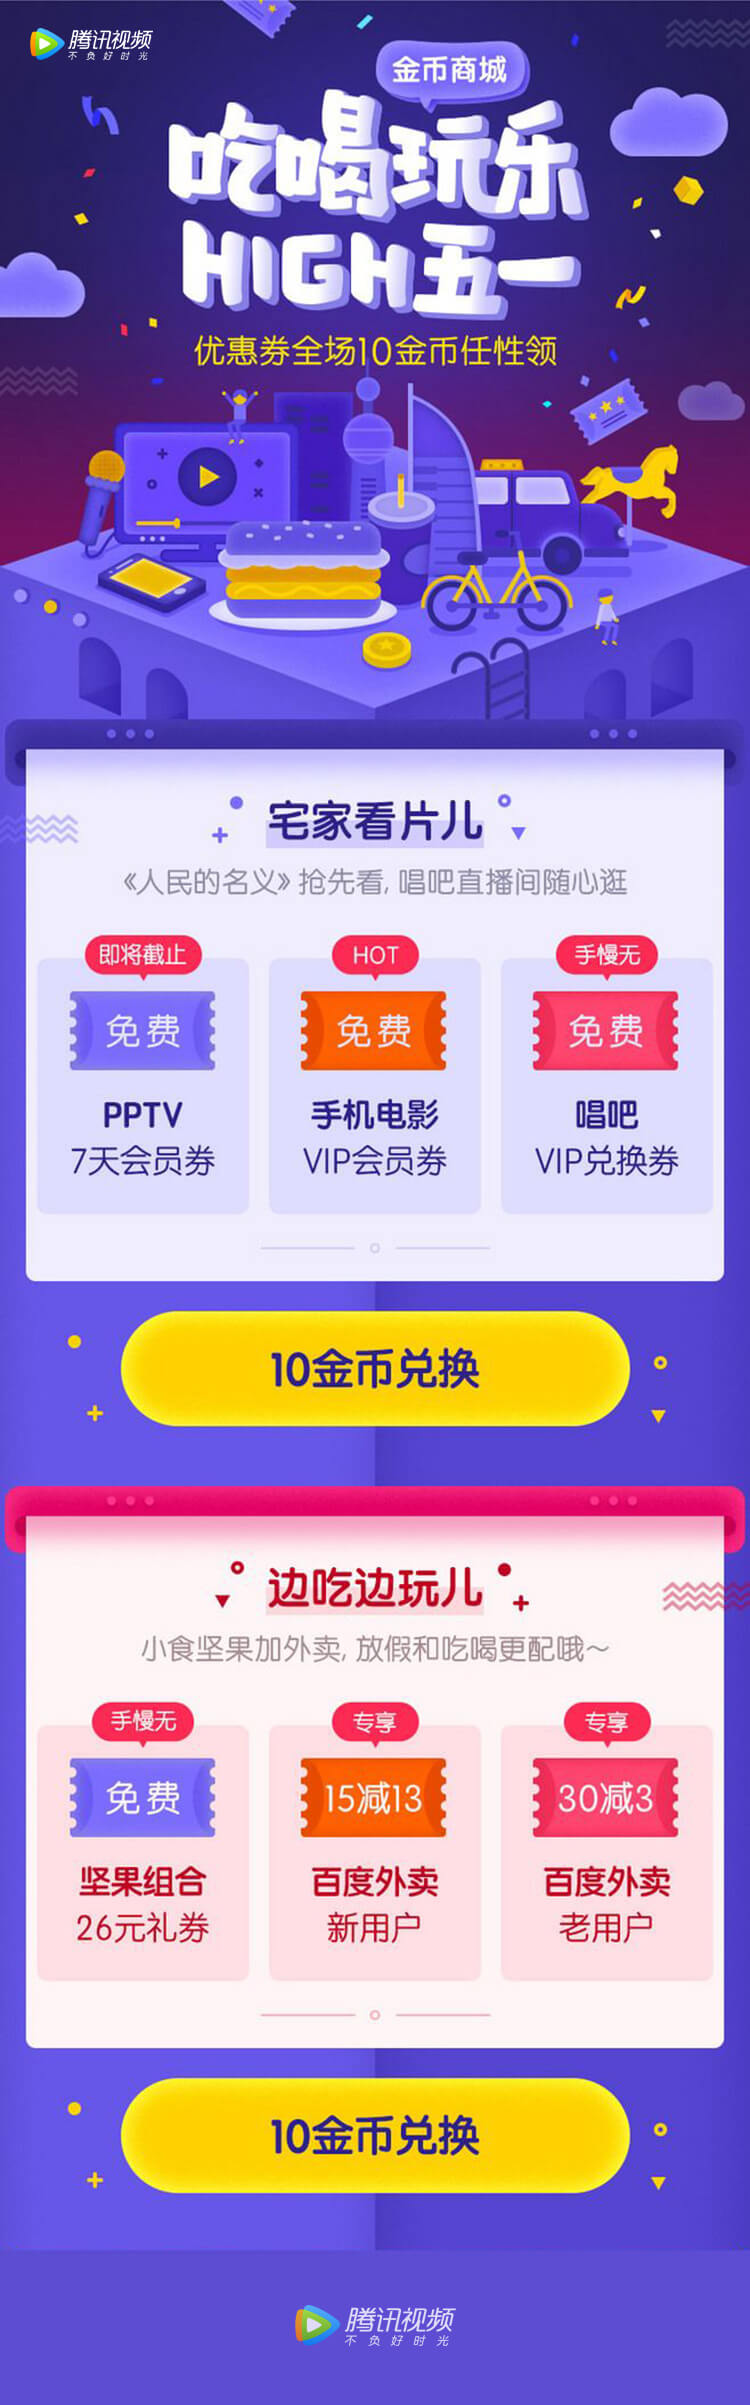 腾讯视频
不负好时光
金币商城
吃喝玩乐
HIGH五一
优惠券全场10金币任性领
宅家看片儿
《人民的名义》抢先看, 唱吧直播间随心逛
即将截止
HOT
手慢无
免费
免费
免费
PPTV
手机电影
唱吧
7天会员券
VIP会员券
VIP兑换券
10金币兑换
边吃边玩儿
小食坚果加外卖, 放假和吃喝更配哦~
手慢无
专享
专享
免费
15减13
30减3
坚果组合
百度外卖
百度外卖
26元礼券
新用户
老用户
10金币兑换
腾讯视频
不负好时光